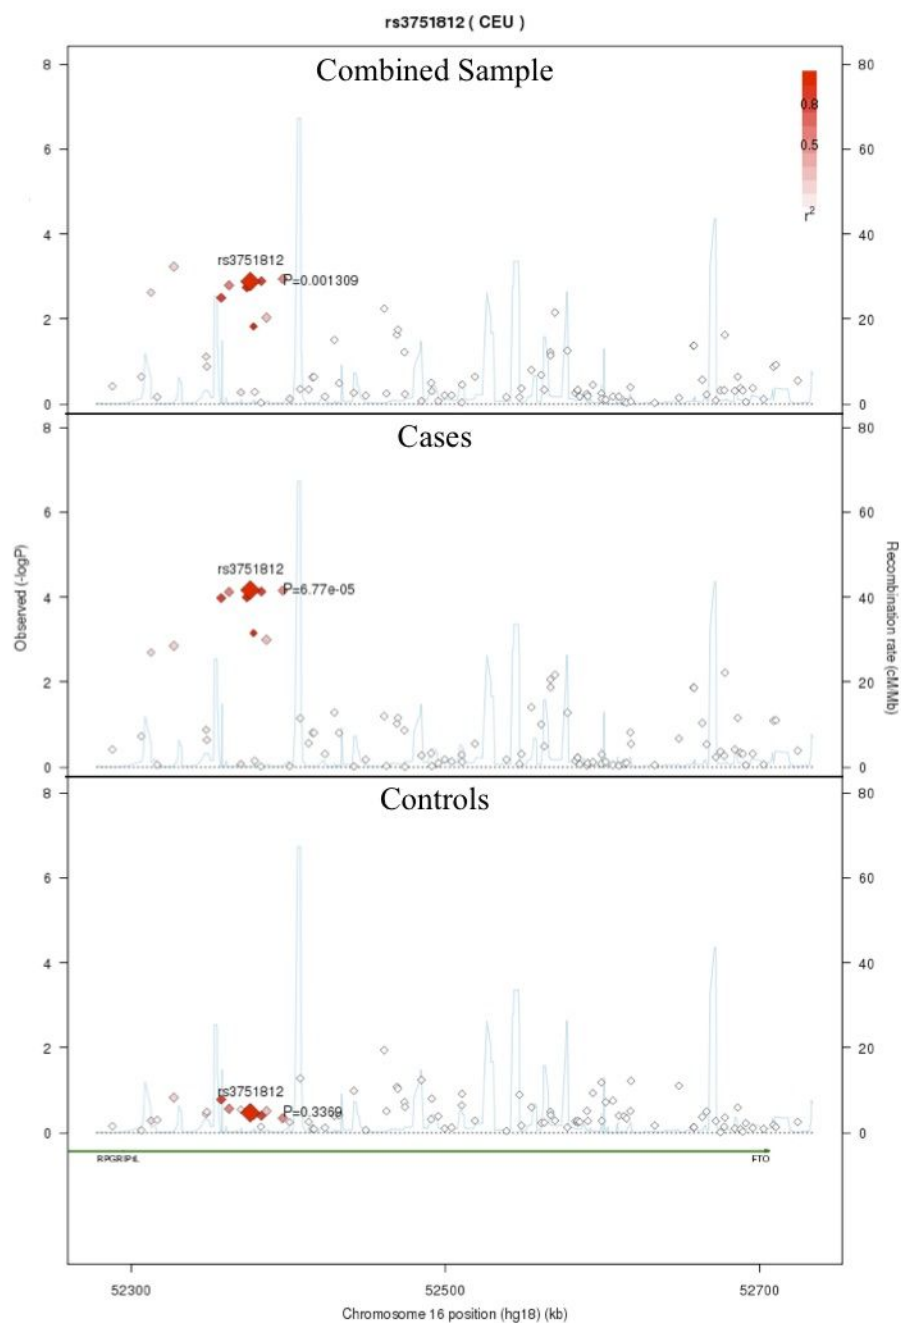 rs3751812 ( CEU )
Combined Sample
8
6
4
2
0
80
60
40
20
0
0.8
0.5
r2
rs3751812
P=0.001309
Cases
8
6
4
2
0
80
60
40
20
0
rs3751812
P=6.77e-05
Observed (-logP)
Recombination rate (cM/Mb)
Controls
8
6
4
2
0
80
60
40
20
0
rs3751812
P=0.3369
RPGRIP1L
FTO
52300
52500
52700
Chromosome 16 position (hg18) (kb)